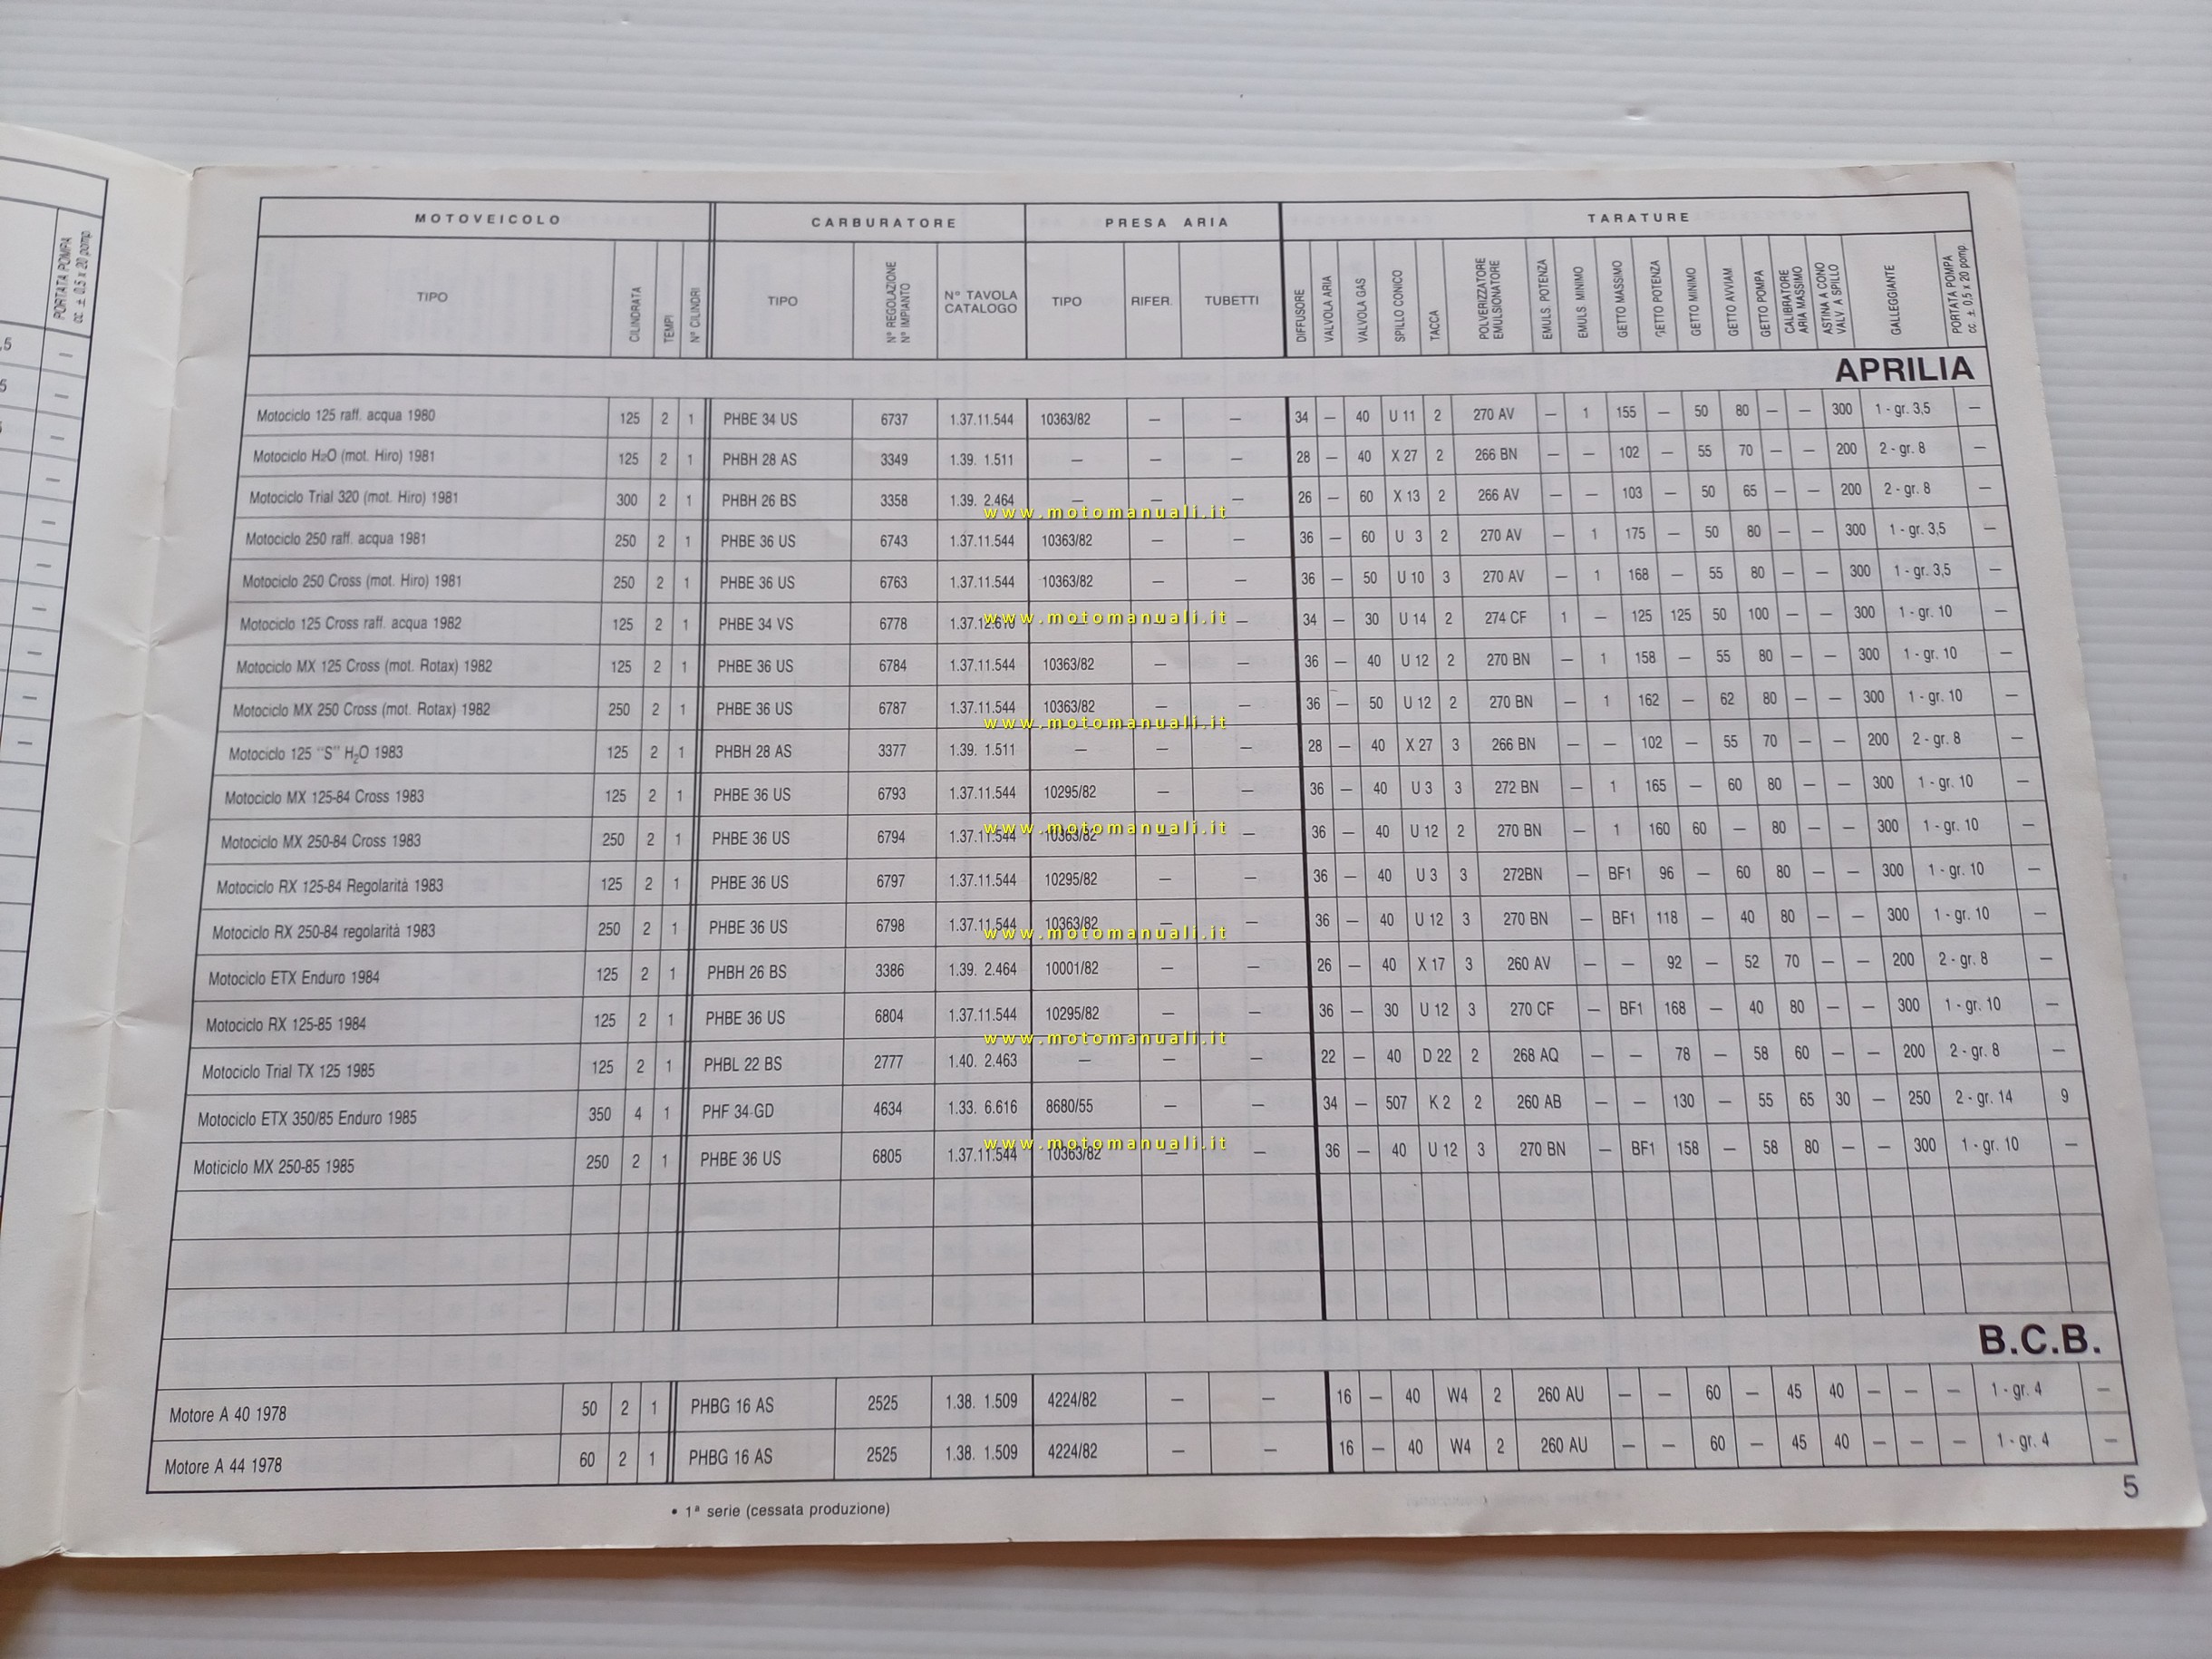 PORTATA POMPA
cc. ± 0,5 x 20 pomp.
,5
5
MOTOVEICOLO CARBURATORE PRESA ARIA TARATURE
TIPO CILINDRATA TEMPI N° CILINDRI TIPO N° REGOLAZIONE N° IMPIANTO N° TAVOLA CATALOGO TIPO RIFER. TUBETTI DIFFUSORE VALVOLA ARIA VALVOLA GAS SPILLO CONICO TACCA POLVERIZZATORE EMULSIONATORE EMULS. POTENZA EMULS. MINIMO GETTO MASSIMO GETTO POTENZA GETTO MINIMO GETTO AVVIAM. GETTO POMPA CALIBRATORE ARIA MASSIMO ASTINA A CONO VALV. A SPILLO GALLEGGIANTE PORTATA POMPA cc. ± 0,5 x 20 pomp.
APRILIA
Motociclo 125 raff. acqua 1980 125 2 1 PHBE 34 US 6737 1.37.11.544 10363/82 — — 34 — 40 U 11 2 270 AV — 1 155 — 50 80 — — 300 1 - gr. 3,5 —
Motociclo H2O (mot. Hiro) 1981 125 2 1 PHBH 28 AS 3349 1.39. 1.511 — — — 28 — 40 X 27 2 266 BN — — 102 — 55 70 — — 200 2 - gr. 8 —
Motociclo Trial 320 (mot. Hiro) 1981 300 2 1 PHBH 26 BS 3358 1.39. 2.464 — — — 26 — 60 X 13 2 266 AV — — 103 — 50 65 — — 200 2 - gr. 8 —
www.motomanuali.it
Motociclo 250 raff. acqua 1981 250 2 1 PHBE 36 US 6743 1.37.11.544 10363/82 — — 36 — 60 U 3 2 270 AV — 1 175 — 50 80 — — 300 1 - gr. 3,5 —
Motociclo 250 Cross (mot. Hiro) 1981 250 2 1 PHBE 36 US 6763 1.37.11.544 10363/82 — — 36 — 50 U 10 3 270 AV — 1 168 — 55 80 — — 300 1 - gr. 3,5 —
Motociclo 125 Cross raff. acqua 1982 125 2 1 PHBE 34 VS 6778 1.37.12.610 — — — 34 — 30 U 14 2 274 CF 1 — 125 125 50 100 — — 300 1 - gr. 10 —
www.motomanuali.it
Motociclo MX 125 Cross (mot. Rotax) 1982 125 2 1 PHBE 36 US 6784 1.37.11.544 10363/82 — — 36 — 40 U 12 2 270 BN — 1 158 — 55 80 — — 300 1 - gr. 10 —
Motociclo MX 250 Cross (mot. Rotax) 1982 250 2 1 PHBE 36 US 6787 1.37.11.544 10363/82 — — 36 — 50 U 12 2 270 BN — 1 162 — 62 80 — — 300 1 - gr. 10 —
www.motomanuali.it
Motociclo 125 "S" H2O 1983 125 2 1 PHBH 28 AS 3377 1.39. 1.511 — — — 28 — 40 X 27 3 266 BN — — 102 — 55 70 — — 200 2 - gr. 8 —
Motociclo MX 125-84 Cross 1983 125 2 1 PHBE 36 US 6793 1.37.11.544 10295/82 — — 36 — 40 U 3 3 272 BN — 1 165 — 60 80 — — 300 1 - gr. 10 —
Motociclo MX 250-84 Cross 1983 250 2 1 PHBE 36 US 6794 1.37.11.544 10363/82 — — 36 — 40 U 12 2 270 BN — 1 160 60 — 80 — — 300 1 - gr. 10 —
www.motomanuali.it
Motociclo RX 125-84 Regolarità 1983 125 2 1 PHBE 36 US 6797 1.37.11.544 10295/82 — — 36 — 40 U 3 3 272BN — BF1 96 — 60 80 — — 300 1 - gr. 10 —
Motociclo RX 250-84 regolarità 1983 250 2 1 PHBE 36 US 6798 1.37.11.544 10363/82 — — 36 — 40 U 12 3 270 BN — BF1 118 — 40 80 — — 300 1 - gr. 10 —
www.motomanuali.it
Motociclo ETX Enduro 1984 125 2 1 PHBH 26 BS 3386 1.39. 2.464 10001/82 — — 26 — 40 X 17 3 260 AV — — 92 — 52 70 — — 200 2 - gr. 8 —
Motociclo RX 125-85 1984 125 2 1 PHBE 36 US 6804 1.37.11.544 10295/82 — — 36 — 30 U 12 3 270 CF — BF1 168 — 40 80 — — 300 1 - gr. 10 —
www.motomanuali.it
Motociclo Trial TX 125 1985 125 2 1 PHBL 22 BS 2777 1.40. 2.463 — — — 22 — 40 D 22 2 268 AQ — — 78 — 58 60 — — 200 2 - gr. 8 —
Motociclo ETX 350/85 Enduro 1985 350 4 1 PHF 34 GD 4634 1.33. 6.616 8680/55 — — 34 — 507 K 2 2 260 AB — — 130 — 55 65 30 — 250 2 - gr. 14 9
Moticiclo MX 250-85 1985 250 2 1 PHBE 36 US 6805 1.37.11.544 10363/82 — — 36 — 40 U 12 3 270 BN — BF1 158 — 58 80 — — 300 1 - gr. 10 —
www.motomanuali.it
B.C.B.
Motore A 40 1978 50 2 1 PHBG 16 AS 2525 1.38. 1.509 4224/82 — — 16 — 40 W4 2 260 AU — — 60 — 45 40 — — — 1 - gr. 4 —
Motore A 44 1978 60 2 1 PHBG 16 AS 2525 1.38. 1.509 4224/82 — — 16 — 40 W4 2 260 AU — — 60 — 45 40 — — — 1 - gr. 4 —
• 1ª serie (cessata produzione)
5